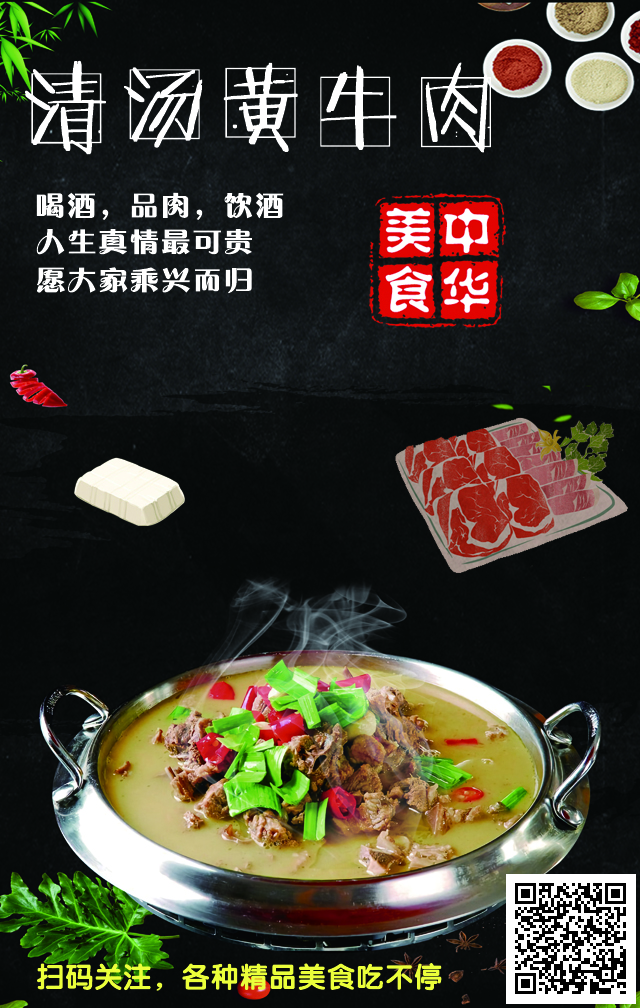 清汤黄牛肉
喝酒，品肉，饮酒
人生真情最可贵
愿大家乘兴而归
中华
美食
扫码关注，各种精品美食吃不停